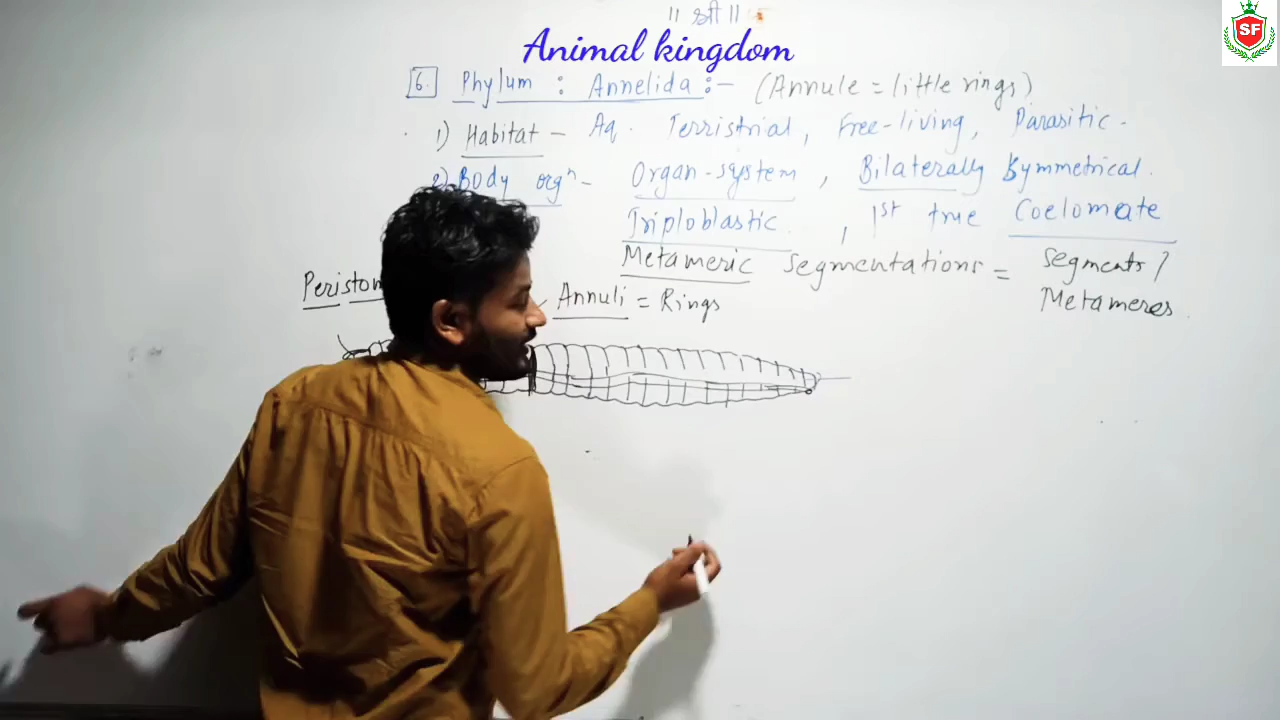 || श्री ||
SF
Animal kingdom
6. Phylum : Annelida :- (Annule = little rings)
1) Habitat - Aq. Terristrial, Free-living, Parasitic -
2) Body orgⁿ - Organ-system, Bilaterally Symmetrical.
Triploblastic, 1st true Coelomate
Metameric Segmentations = Segments /
Metameres.
Annuli = Rings